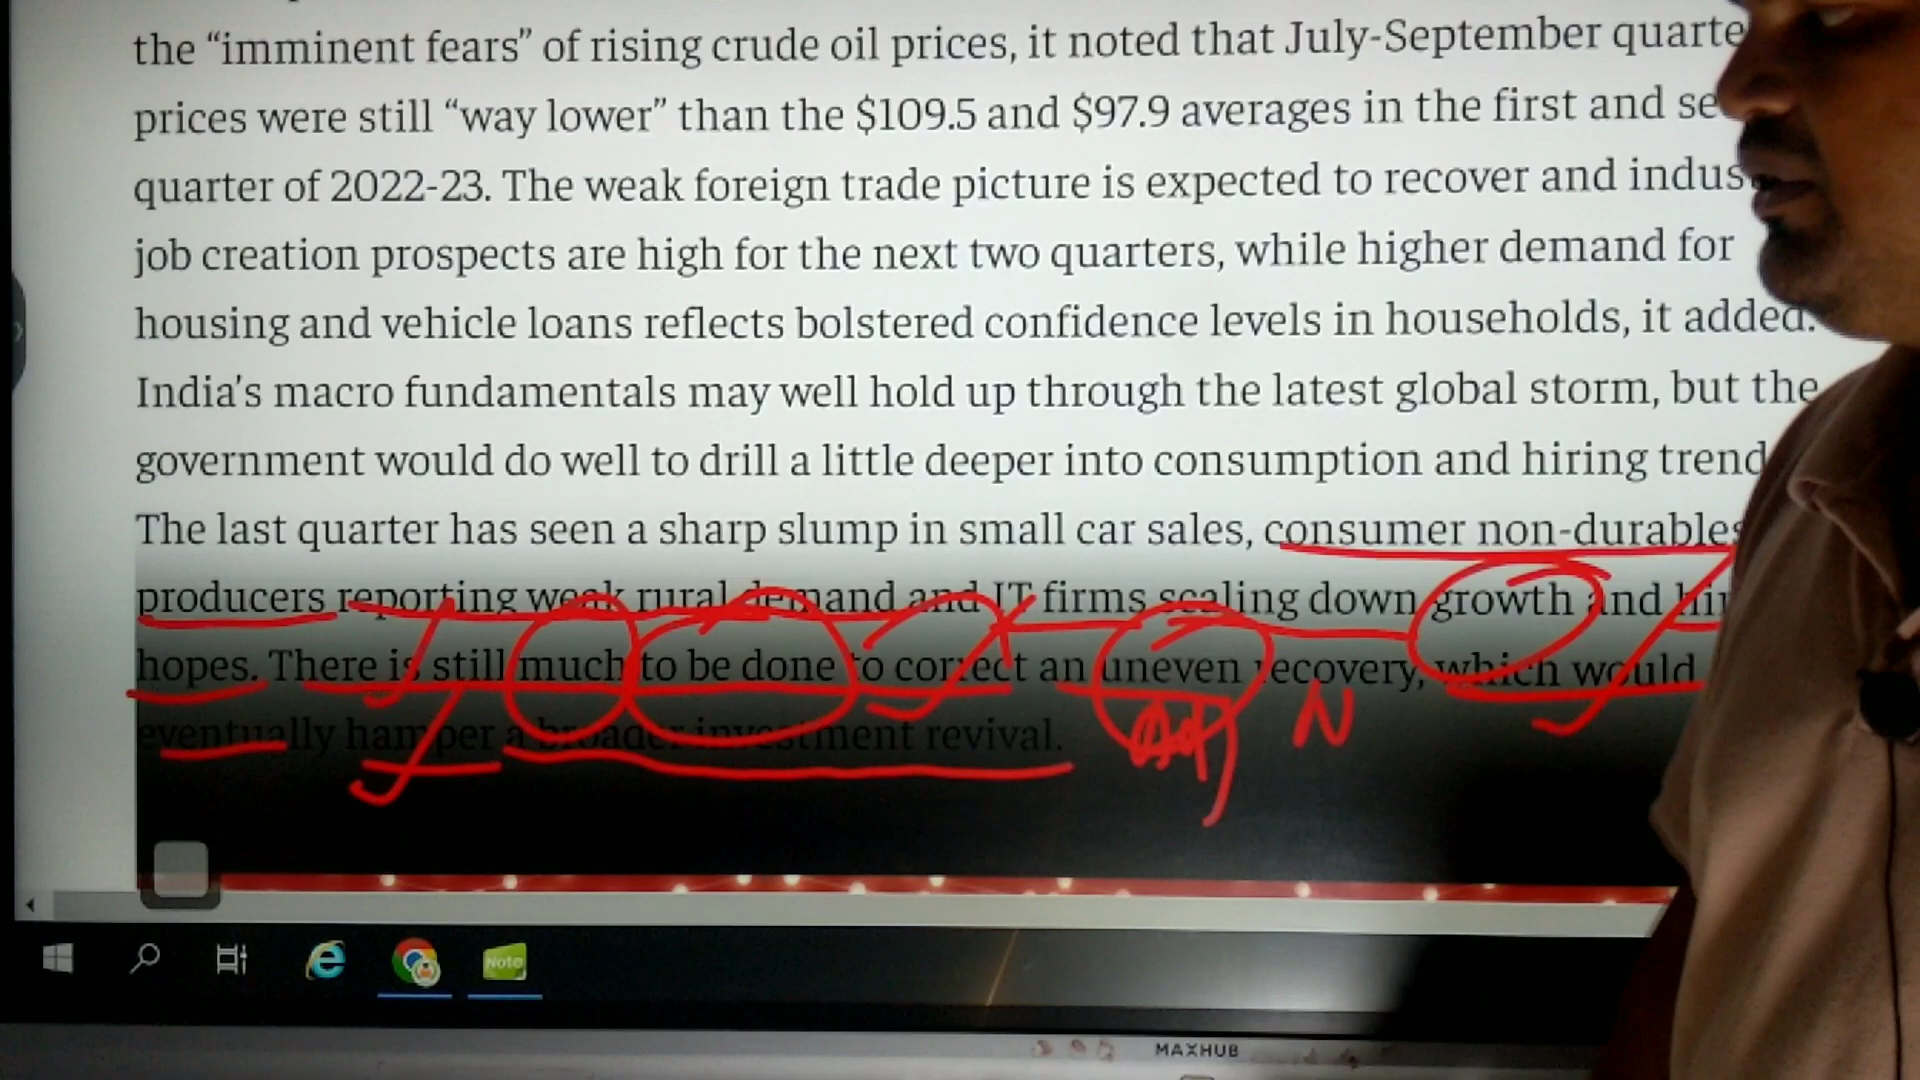 the “imminent fears” of rising crude oil prices, it noted that July-September quarte
prices were still “way lower” than the $109.5 and $97.9 averages in the first and se
quarter of 2022-23. The weak foreign trade picture is expected to recover and indus
job creation prospects are high for the next two quarters, while higher demand for
housing and vehicle loans reflects bolstered confidence levels in households, it added.
India’s macro fundamentals may well hold up through the latest global storm, but the
government would do well to drill a little deeper into consumption and hiring trend
The last quarter has seen a sharp slump in small car sales, consumer non-durables
producers reporting weak rural demand and IT firms scaling down growth and hir
hopes. There is still much to be done to correct an uneven recovery, which would
eventually hamper a broader investment revival.
Adj N
Note
MAXHUB